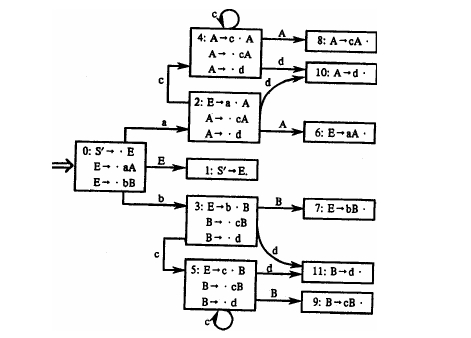 c
4: A→c · A
A→ · cA
A→ · d
A
8: A→cA ·
d
10: A→d ·
c
d
2: E→a · A
A→ · cA
A→ · d
A
6: E→aA ·
a
0: S′→ · E
E→ · aA
E→ · bB
E
1: S′→E.
b
3: E→b · B
B→ · cB
B→ · d
B
7: E→bB ·
c
d
5: E→c · B
B→ · cB
B→ · d
d
11: B→d ·
B
9: B→cB ·
c